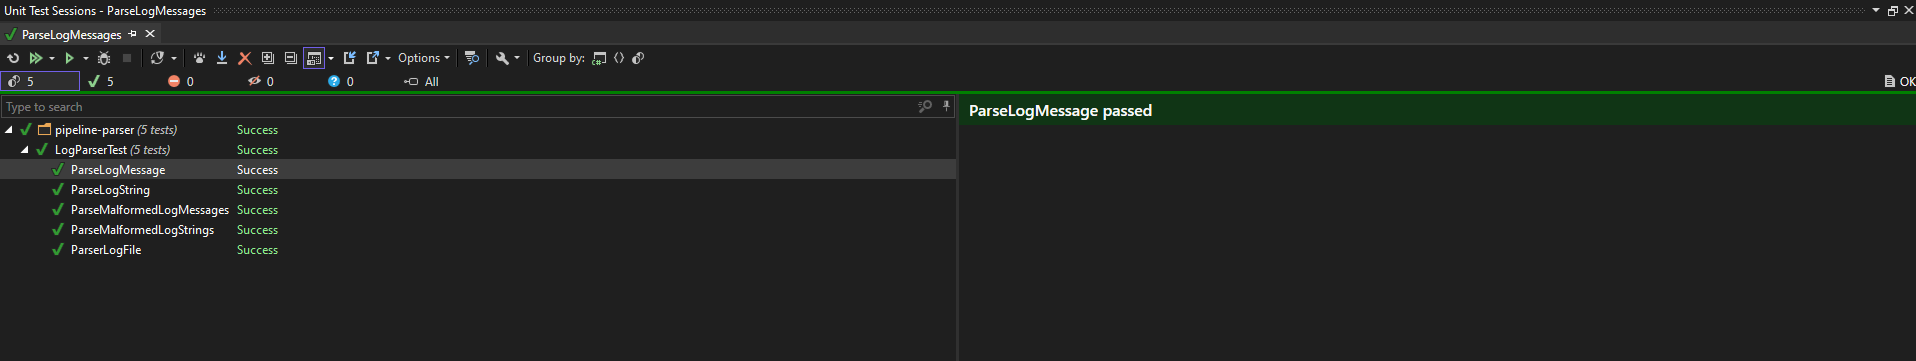 Unit Test Sessions - ParseLogMessages
ParseLogMessages
Options
Group by:
5 5 0 0 0 All
OK
Type to search
ParseLogMessage passed
pipeline-parser (5 tests) Success
LogParserTest (5 tests) Success
ParseLogMessage Success
ParseLogString Success
ParseMalformedLogMessages Success
ParseMalformedLogStrings Success
ParserLogFile Success